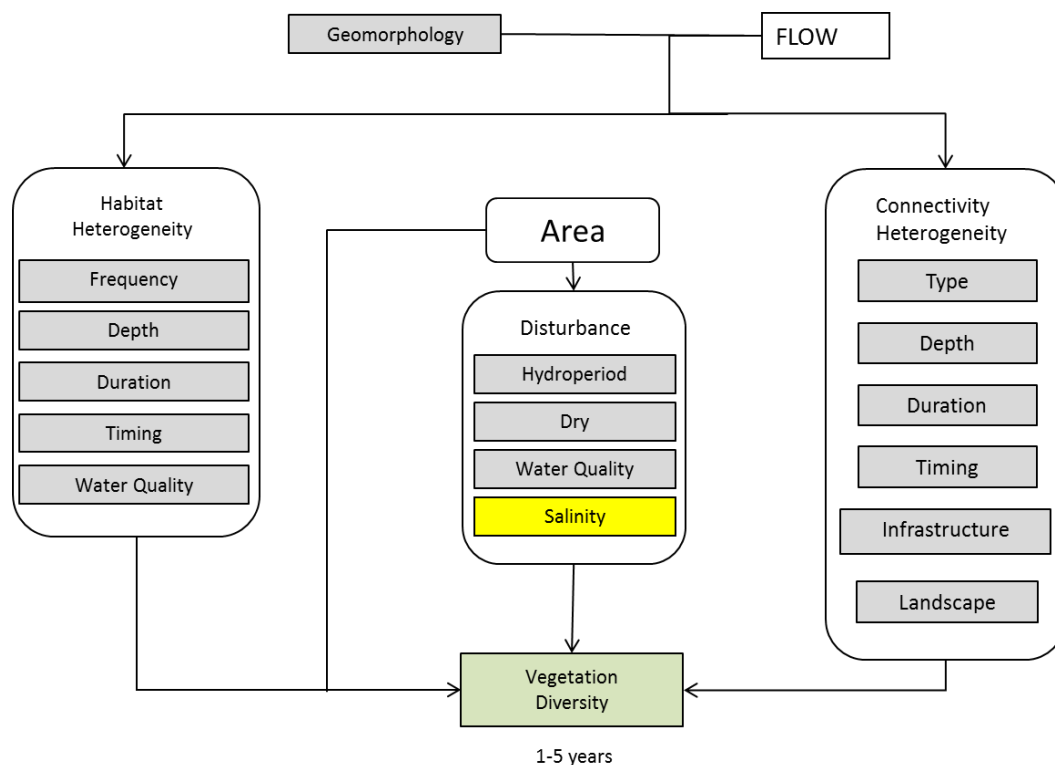 Geomorphology
FLOW
Habitat
Heterogeneity
Frequency
Depth
Duration
Timing
Water Quality
Area
Disturbance
Hydroperiod
Dry
Water Quality
Salinity
Connectivity
Heterogeneity
Type
Depth
Duration
Timing
Infrastructure
Landscape
Vegetation
Diversity
1-5 years